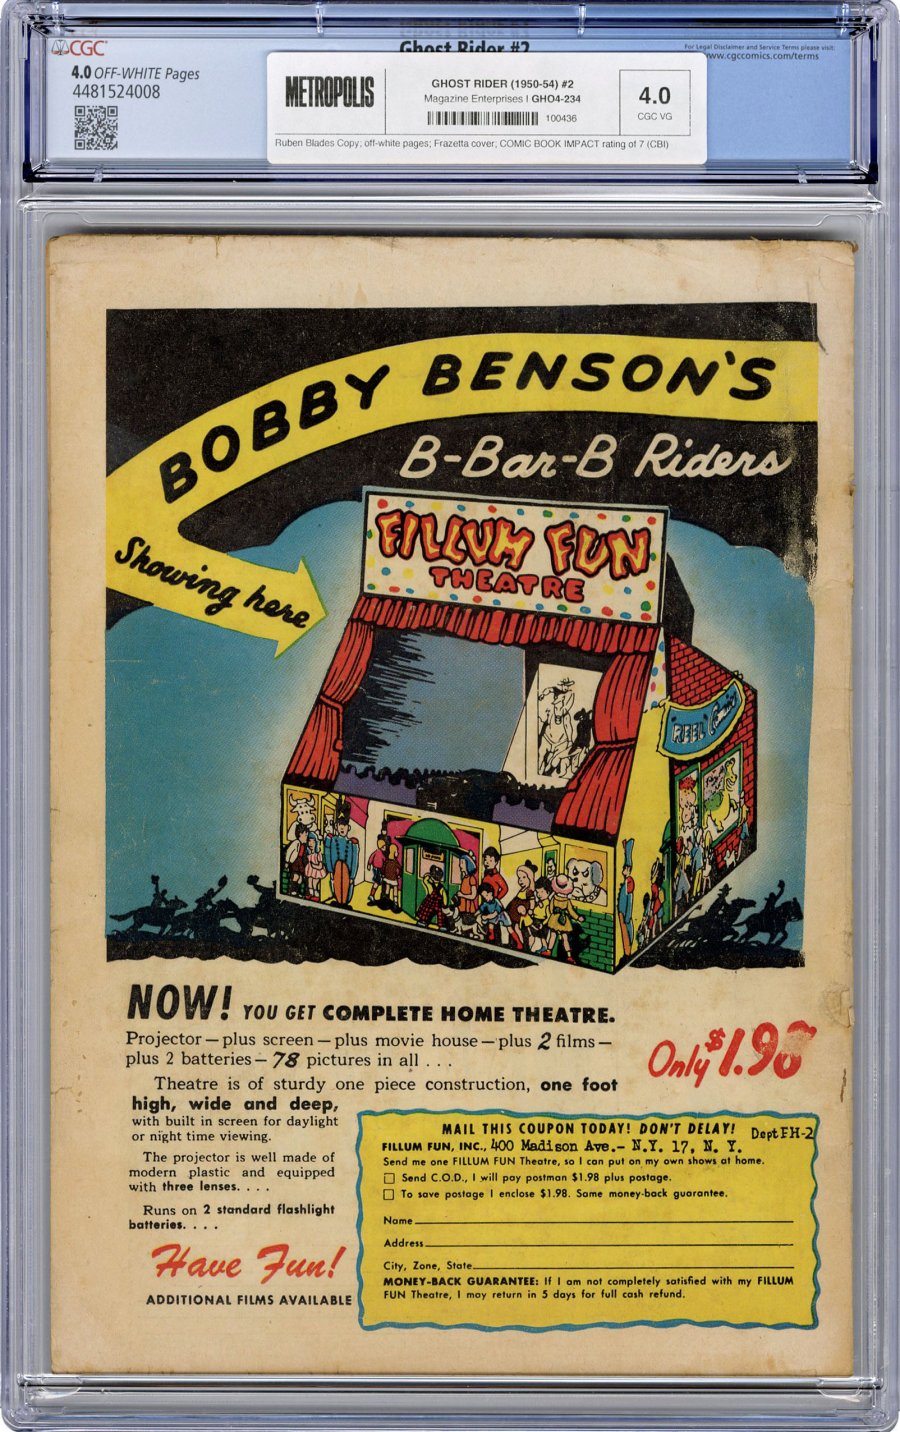 CGC
4.0 OFF-WHITE Pages
4481524008
Ghost Rider #2
For Legal Disclaimer and Service Terms please visit:
www.cgccomics.com/terms
METROPOLIS
GHOST RIDER (1950-54) #2
Magazine Enterprises | GHO4-234
100436
4.0
CGC VG
Ruben Blades Copy; off-white pages; Frazetta cover; COMIC BOOK IMPACT rating of 7 (CBI)
BOBBY BENSON'S
B-Bar-B Riders
Showing here
FILLUM FUN
THEATRE
REEL
NOW! YOU GET COMPLETE HOME THEATRE.
Projector—plus screen—plus movie house—plus 2 films—
plus 2 batteries—78 pictures in all . . .
Only $1.98
Theatre is of sturdy one piece construction, one foot
high, wide and deep,
with built in screen for daylight
or night time viewing.
The projector is well made of
modern plastic and equipped
with three lenses. . . .
Runs on 2 standard flashlight
batteries. . . .
Have Fun!
ADDITIONAL FILMS AVAILABLE
MAIL THIS COUPON TODAY! DON'T DELAY! Dept FH-2
FILLUM FUN, INC., 400 Madison Ave.— N.Y. 17, N. Y.
Send me one FILLUM FUN Theatre, so I can put on my own shows at home.
Send C.O.D., I will pay postman $1.98 plus postage.
To save postage I enclose $1.98. Same money-back guarantee.
Name
Address
City, Zone, State
MONEY-BACK GUARANTEE: If I am not completely satisfied with my FILLUM
FUN Theatre, I may return in 5 days for full cash refund.